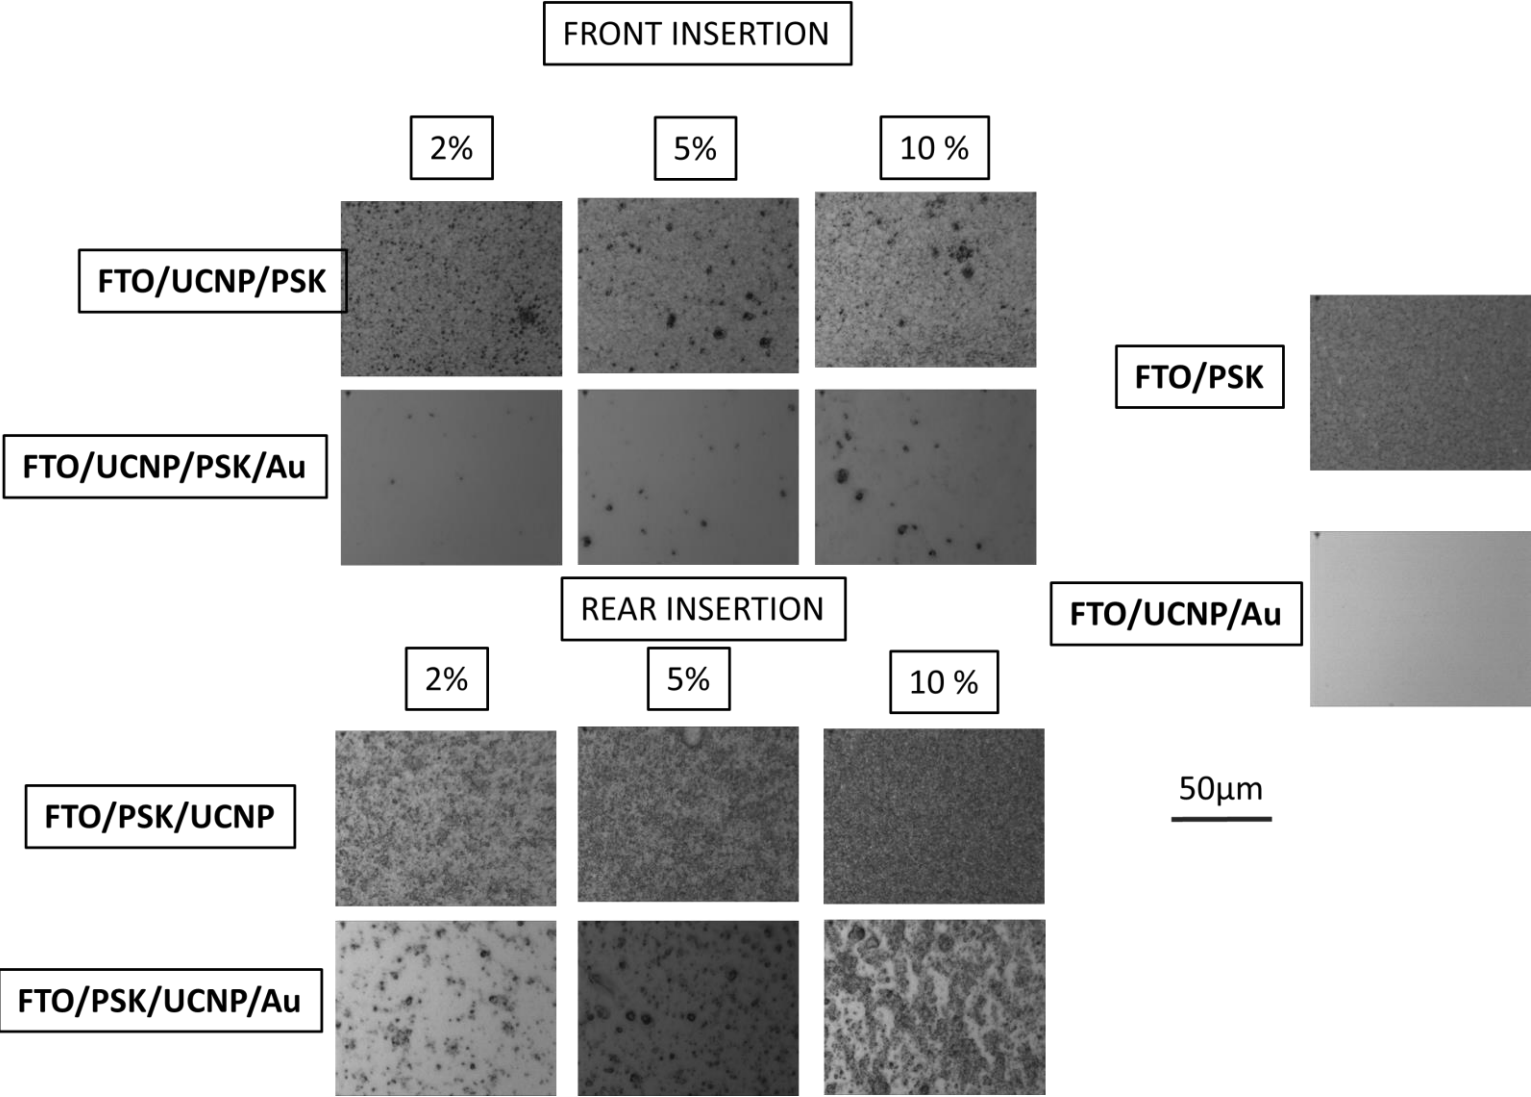 FRONT INSERTION
2%
5%
10 %
FTO/UCNP/PSK
FTO/UCNP/PSK/Au
REAR INSERTION
2%
5%
10 %
FTO/PSK/UCNP
FTO/PSK/UCNP/Au
FTO/PSK
FTO/UCNP/Au
50µm